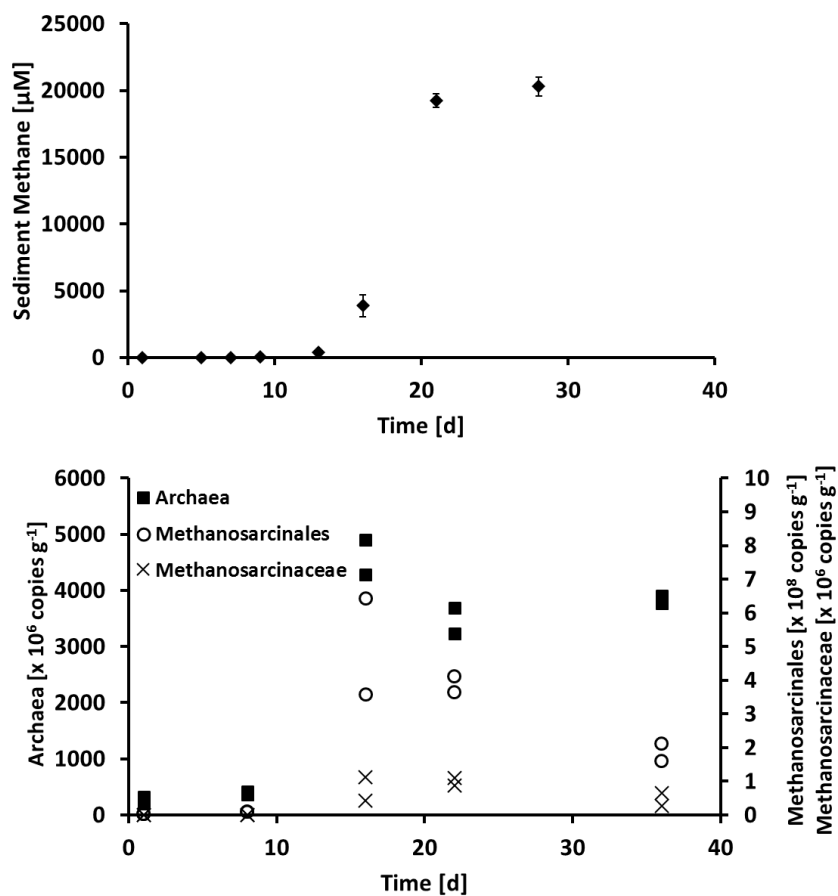 25000
20000
15000
10000
5000
0
Sediment Methane [µM]
0 10 20 30 40
Time [d]
6000
5000
4000
3000
2000
1000
0
Archaea [x 10⁶ copies g⁻¹]
Archaea
Methanosarcinales
Methanosarcinaceae
10
9
8
7
6
5
4
3
2
1
0
Methanosarcinales [x 10⁸ copies g⁻¹]
Methanosarcinaceae [x 10⁶ copies g⁻¹]
0 10 20 30 40
Time [d]